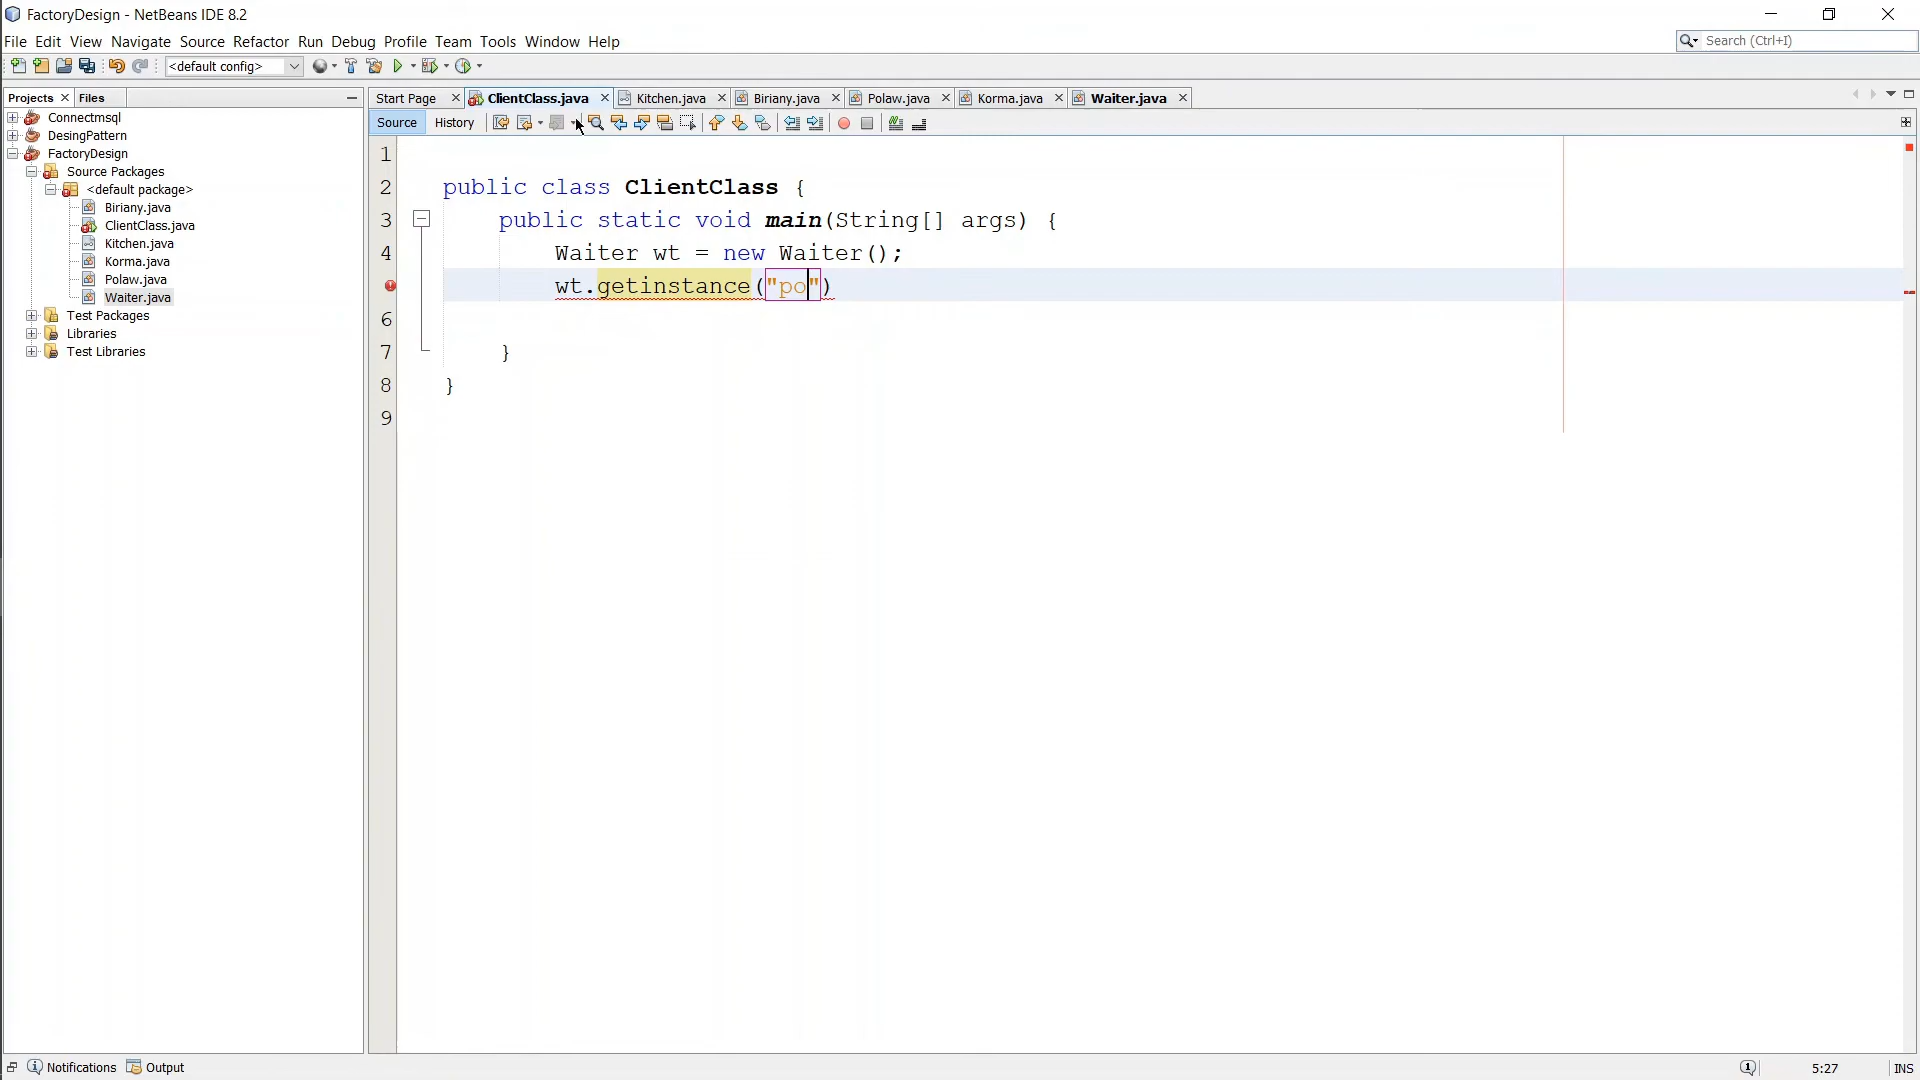 FactoryDesign - NetBeans IDE 8.2
File Edit View Navigate Source Refactor Run Debug Profile Team Tools Window Help
Search (Ctrl+I)
<default config>
Projects Files
Start Page ClientClass.java Kitchen.java Biriany.java Polaw.java Korma.java Waiter.java
Source History
Connectmsql
DesingPattern
FactoryDesign
Source Packages
<default package>
Biriany.java
ClientClass.java
Kitchen.java
Korma.java
Polaw.java
Waiter.java
Test Packages
Libraries
Test Libraries
1
2 public class ClientClass {
3 public static void main(String[] args) {
4 Waiter wt = new Waiter();
wt.getinstance("po")
6
7 }
8 }
9
Notifications Output
5:27 INS